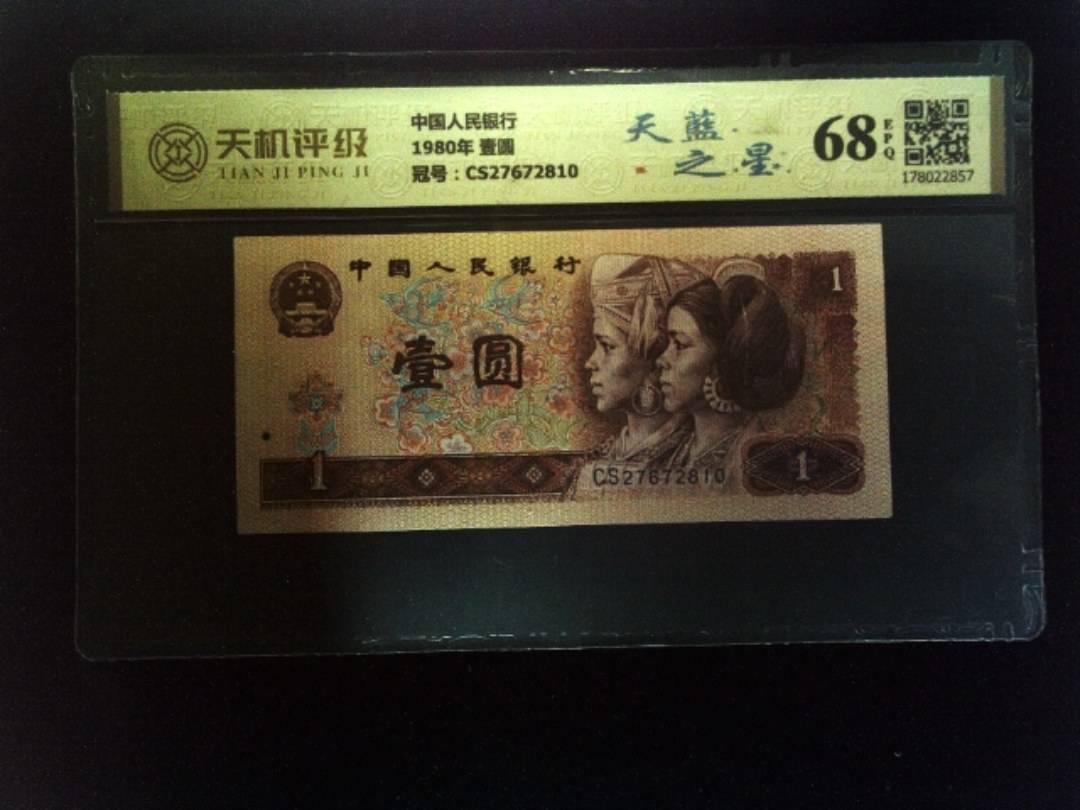 天机评级
TIAN JI PING JI
中国人民银行
1980年 壹圆
冠号：CS27672810
天藍
之星
68
EPQ
178022857
中国人民银行
1
壹圆
1
CS27672810
1